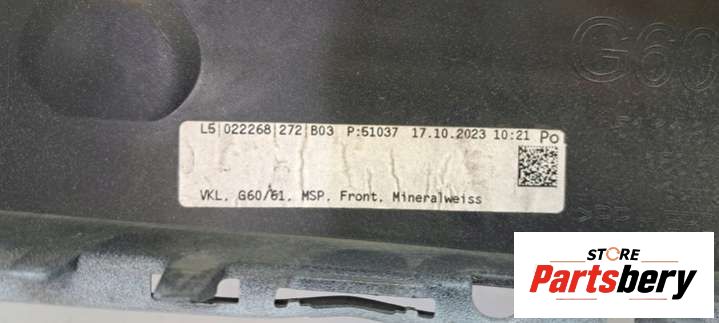 G60
L5|022268|272|B03 P:51037 17.10.2023 10:21 Po
VKL, G60/61, MSP, Front, Mineralweiss
STORE
Partsbery